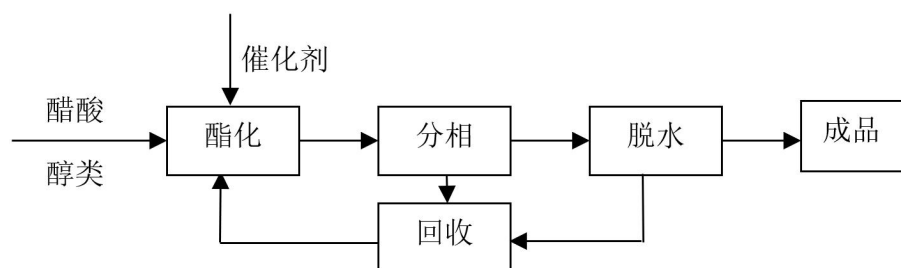 催化剂
醋酸
醇类
酯化
分相
脱水
成品
回收